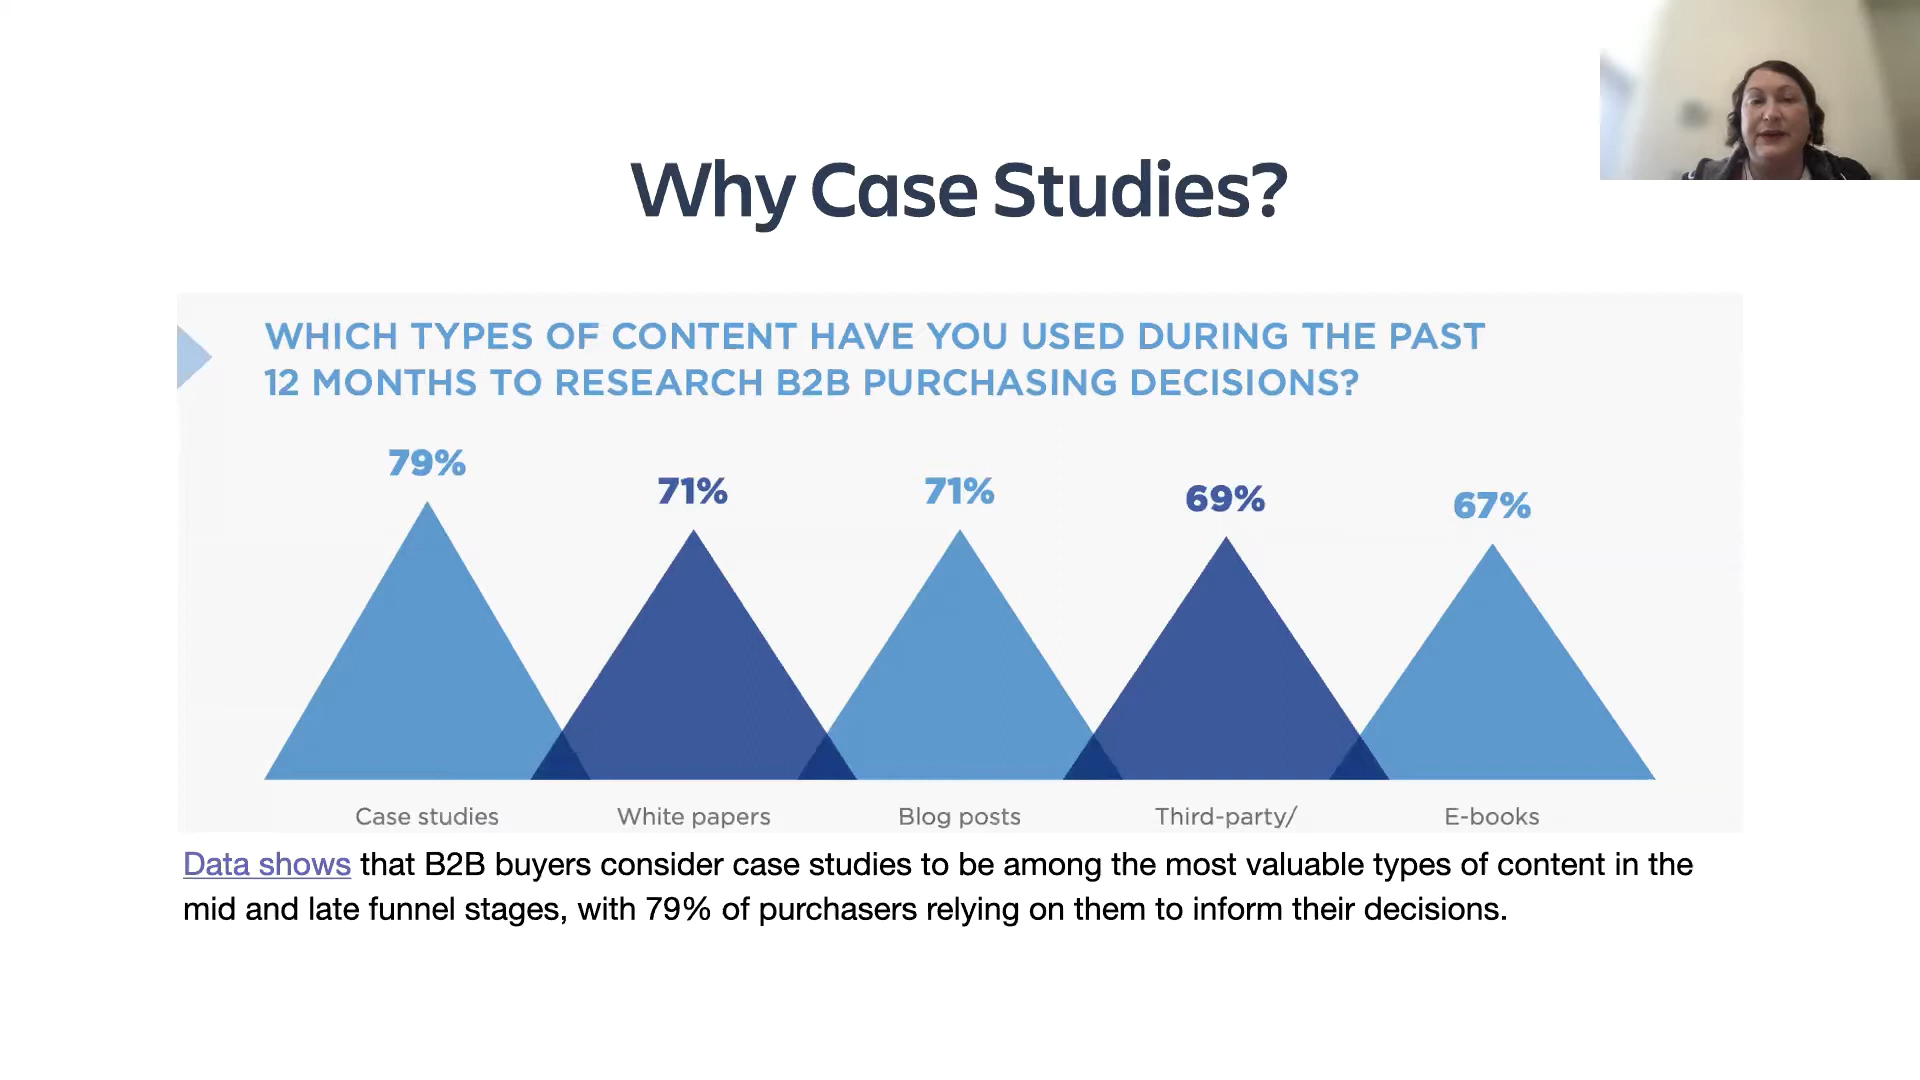 Why Case Studies?
WHICH TYPES OF CONTENT HAVE YOU USED DURING THE PAST
12 MONTHS TO RESEARCH B2B PURCHASING DECISIONS?
79%
71%
71%
69%
67%
Case studies
White papers
Blog posts
Third-party/
E-books
Data shows that B2B buyers consider case studies to be among the most valuable types of content in the
mid and late funnel stages, with 79% of purchasers relying on them to inform their decisions.